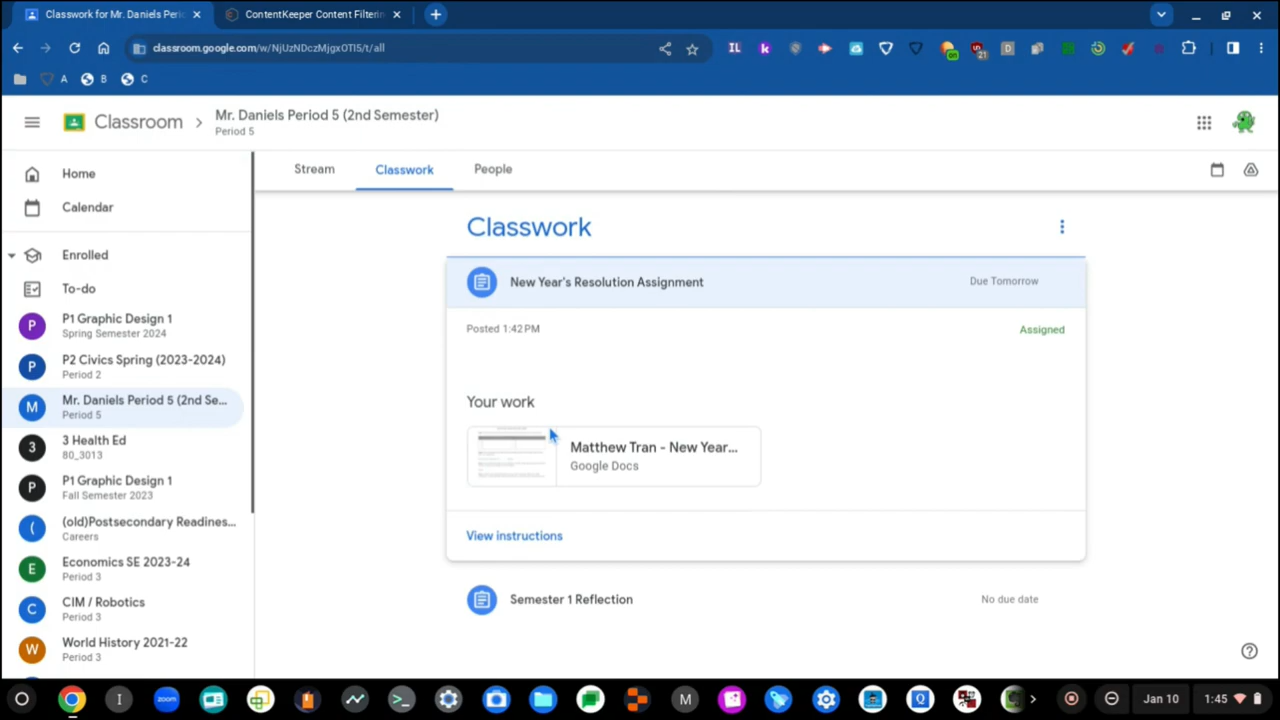 Classwork for Mr. Daniels Peri
ContentKeeper Content Filterin
classroom.google.com/w/NjUzNDczMjgxOTI5/t/all
IL
k
on
21
D
A
B
C
Classroom
Mr. Daniels Period 5 (2nd Semester)
Period 5
Home
Calendar
Enrolled
To-do
P
P1 Graphic Design 1
Spring Semester 2024
P
P2 Civics Spring (2023-2024)
Period 2
M
Mr. Daniels Period 5 (2nd Se...
Period 5
3
3 Health Ed
80_3013
P
P1 Graphic Design 1
Fall Semester 2023
(
(old)Postsecondary Readines...
Careers
E
Economics SE 2023-24
Period 3
C
CIM / Robotics
Period 3
W
World History 2021-22
Period 3
Stream
Classwork
People
Classwork
New Year's Resolution Assignment
Due Tomorrow
Posted 1:42 PM
Assigned
Your work
Matthew Tran - New Year...
Google Docs
View instructions
Semester 1 Reflection
No due date
I
zoom
M
Q
Jan 10
1:45